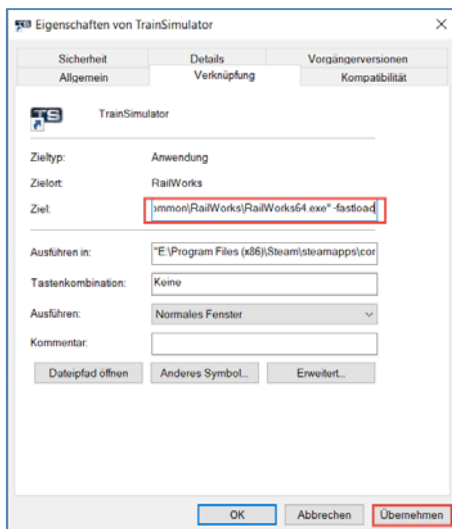 Eigenschaften von TrainSimulator
Sicherheit Details Vorgängerversionen
Allgemein Verknüpfung Kompatibilität
TS TrainSimulator
Zieltyp: Anwendung
Zielort: RailWorks
Ziel: ommon\RailWorks\RailWorks64.exe" -fastload
Ausführen in: "E:\Program Files (x86)\Steam\steamapps\cor
Tastenkombination: Keine
Ausführen: Normales Fenster
Kommentar:
Dateipfad öffnen Anderes Symbol... Erweitert...
OK Abbrechen Übernehmen